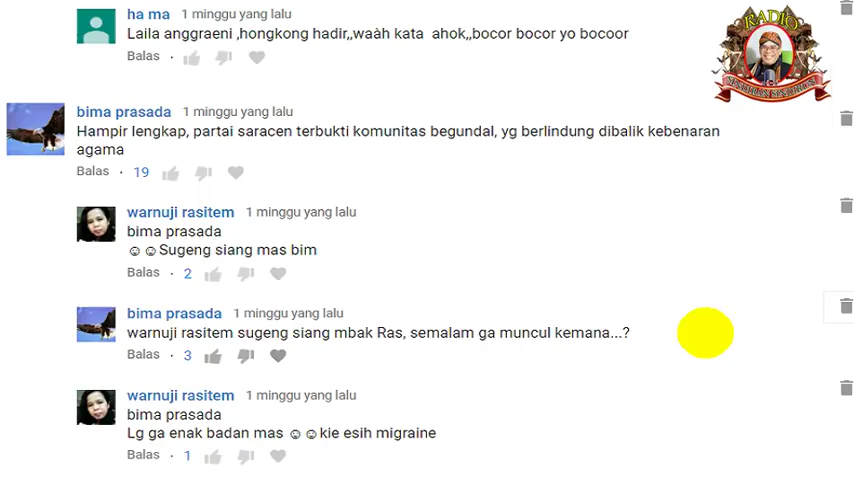 ha ma 1 minggu yang lalu
Laila anggraeni ,hongkong hadir,,waàh kata ahok,,bocor bocor yo bocoor
Balas
RADIO
bima prasada 1 minggu yang lalu
Hampir lengkap, partai saracen terbukti komunitas begundal, yg berlindung dibalik kebenaran
agama
Balas · 19
warnuji rasitem 1 minggu yang lalu
bima prasada
☺☺Sugeng siang mas bim
Balas · 2
bima prasada 1 minggu yang lalu
warnuji rasitem sugeng siang mbak Ras, semalam ga muncul kemana...?
Balas · 3
warnuji rasitem 1 minggu yang lalu
bima prasada
Lg ga enak badan mas ☺☺kie esih migraine
Balas · 1